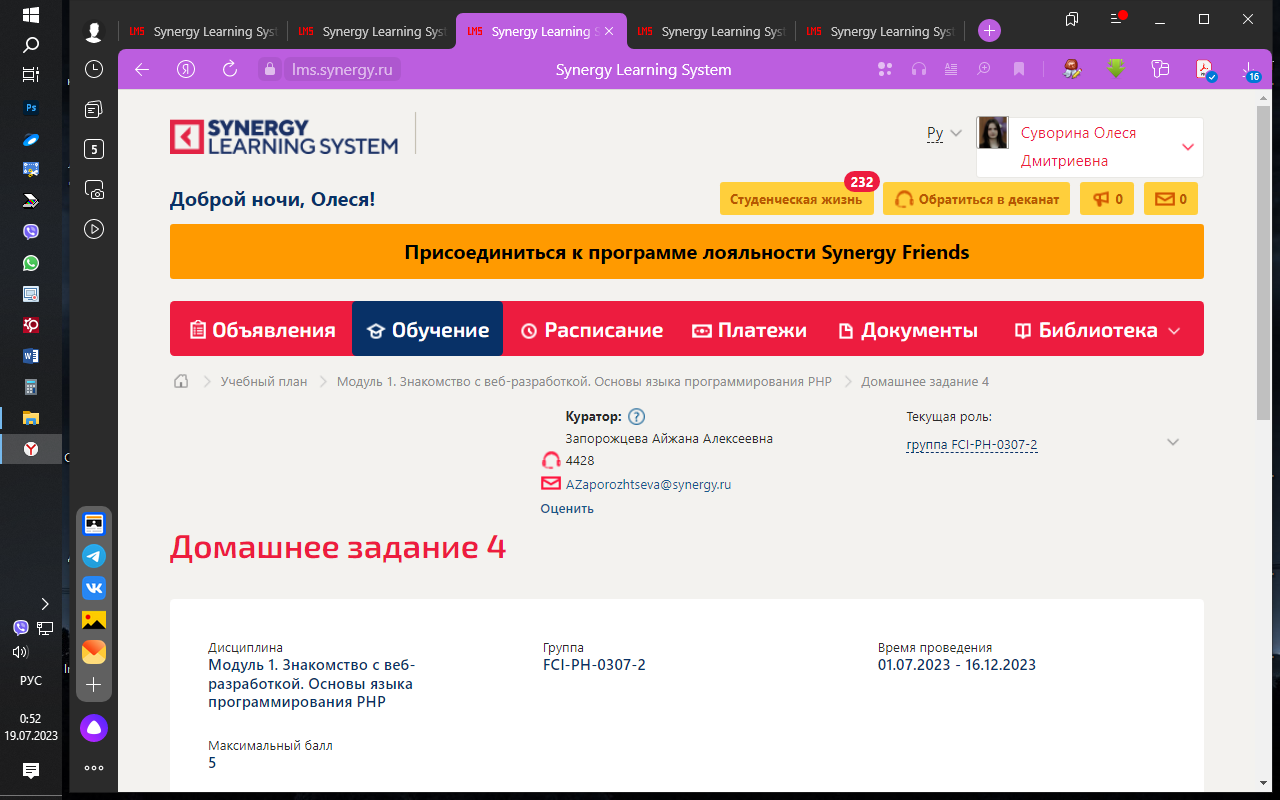 LMS Synergy Learning Syst
LMS Synergy Learning Syst
LMS Synergy Learning S
LMS Synergy Learning Syst
LMS Synergy Learning Syst
lms.synergy.ru
Synergy Learning System
16
Ps
5
SYNERGY
LEARNING SYSTEM
Ру
Суворина Олеся
Дмитриевна
Доброй ночи, Олеся!
232
Студенческая жизнь
Обратиться в деканат
0
0
Присоединиться к программе лояльности Synergy Friends
Объявления
Обучение
Расписание
Платежи
Документы
Библиотека
Учебный план
Модуль 1. Знакомство с веб-разработкой. Основы языка программирования PHP
Домашнее задание 4
Куратор: ?
Запорожцева Айжана Алексеевна
4428
AZaporozhtseva@synergy.ru
Оценить
Текущая роль:
группа FCI-PH-0307-2
Домашнее задание 4
Дисциплина
Модуль 1. Знакомство с веб-
разработкой. Основы языка
программирования PHP
Группа
FCI-PH-0307-2
Время проведения
01.07.2023 - 16.12.2023
Максимальный балл
5
РУС
0:52
19.07.2023